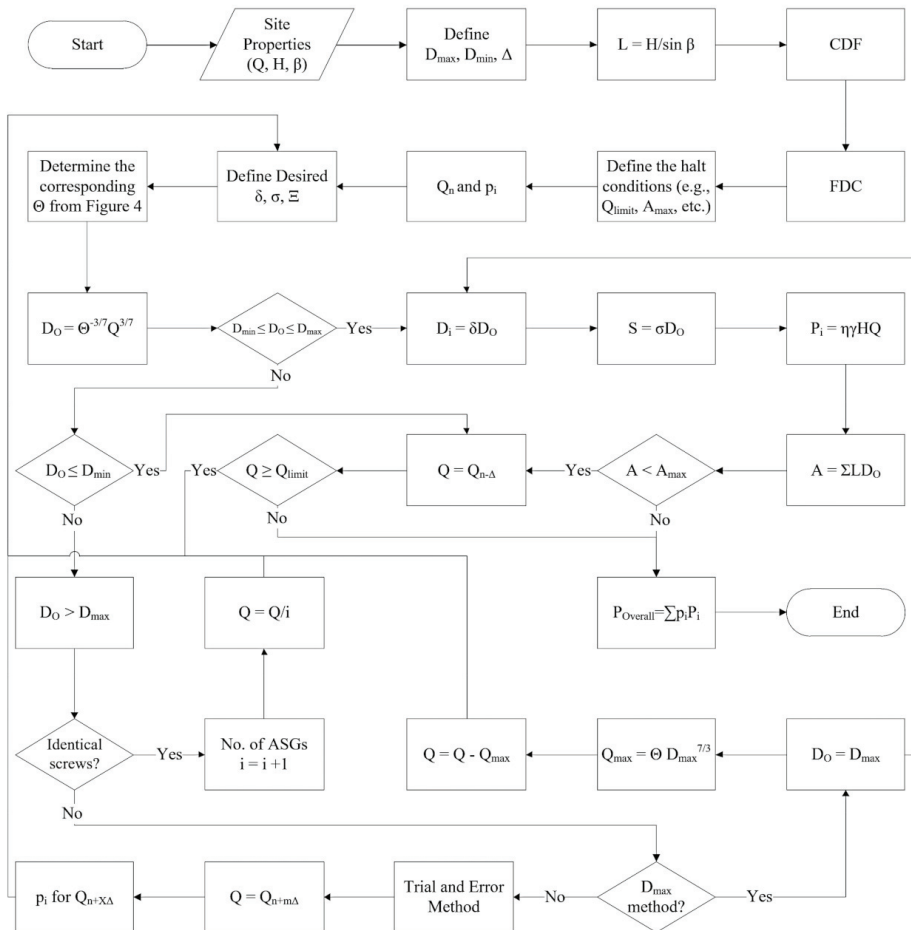 Start
Site
Properties
(Q, H, β)
Define
Dmax, Dmin, Δ
L = H/sin β
CDF
Determine the
corresponding
Θ from Figure 4
Define Desired
δ, σ, Ξ
Qn and pi
Define the halt
conditions (e.g.,
Qlimit, Amax, etc.)
FDC
DO = Θ-3/7Q3/7
Dmin ≤ DO ≤ Dmax
Yes
No
Di = δDO
S = σDO
Pi = ηγHQ
DO ≤ Dmin
Yes
No
Yes
Q ≥ Qlimit
No
Q = Qn-Δ
Yes
A < Amax
No
A = ΣLDO
DO > Dmax
Q = Q/i
POverall=∑piPi
End
Identical
screws?
Yes
No
No. of ASGs
i = i +1
Q = Q - Qmax
Qmax = Θ Dmax7/3
DO = Dmax
pi for Qn+XΔ
Q = Qn+mΔ
Trial and Error
Method
No
Dmax
method?
Yes